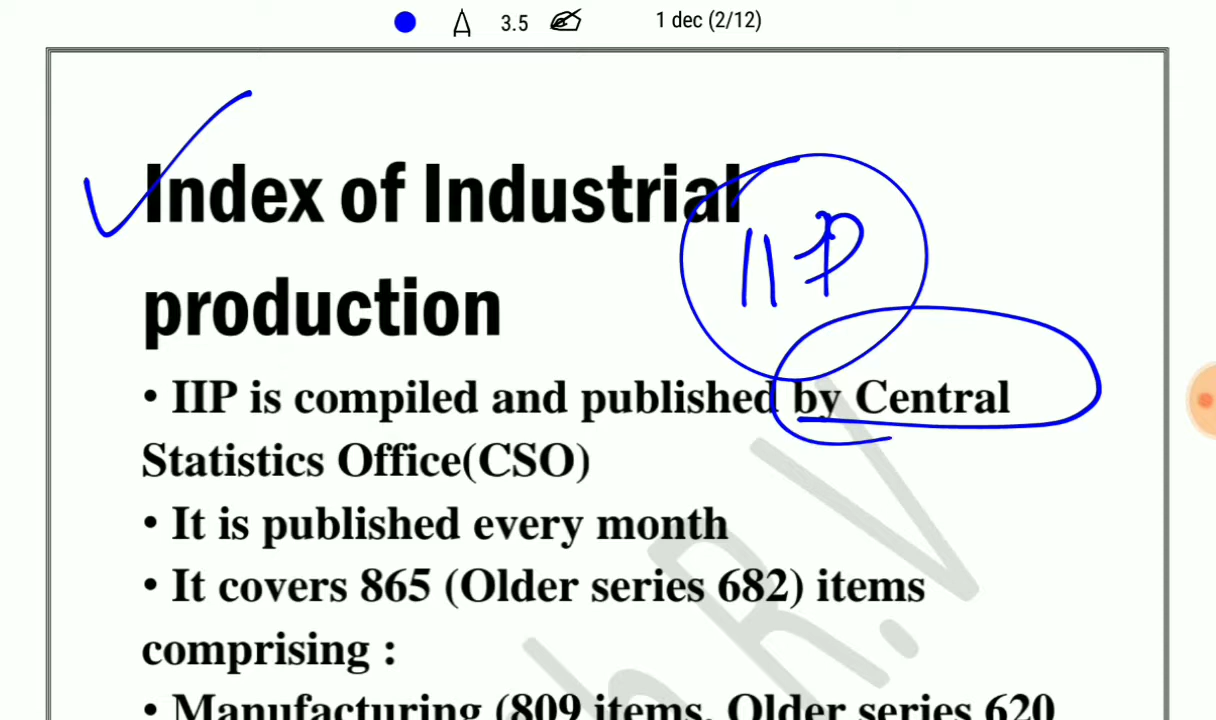 3.5 1 dec (2/12)
Index of Industrial
IIP
production
• IIP is compiled and published by Central
Statistics Office(CSO)
• It is published every month
• It covers 865 (Older series 682) items
comprising :
• Manufacturing (809 items, Older series 620
h R.V